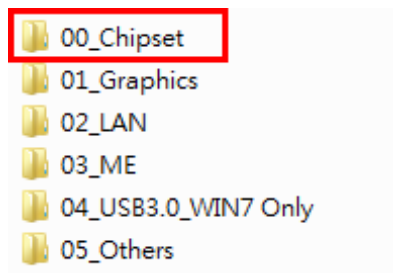 00_Chipset
01_Graphics
02_LAN
03_ME
04_USB3.0_WIN7 Only
05_Others